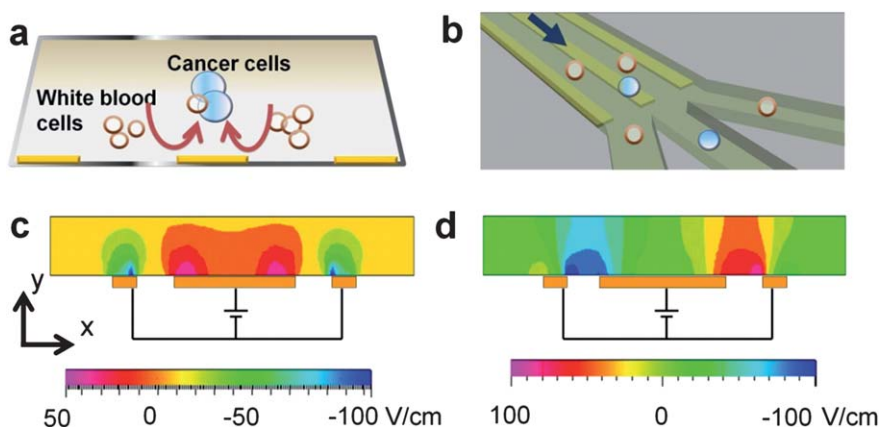 a
Cancer cells
White blood
cells
b
c
y
x
50 0 -50 -100 V/cm
d
100 0 -100 V/cm